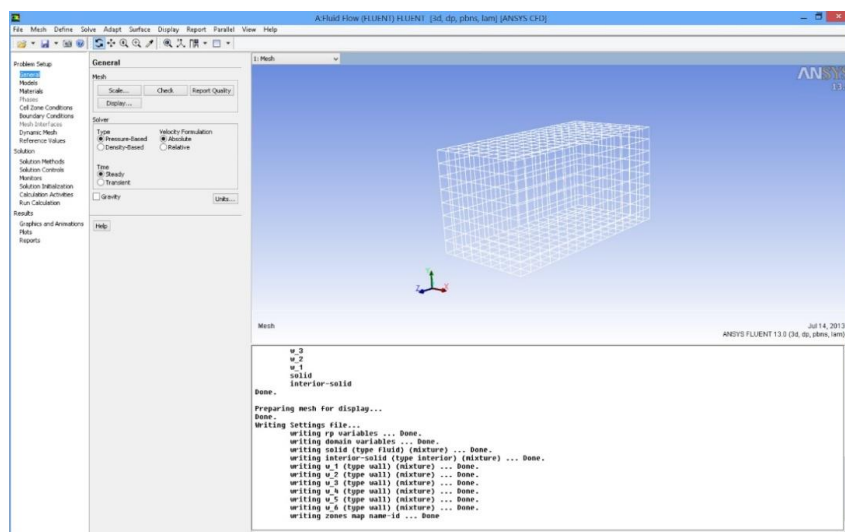 A:Fluid Flow (FLUENT) FLUENT [3d, dp, pbns, lam] [ANSYS CFD]
File Mesh Define Solve Adapt Surface Display Report Parallel View Help
Problem Setup
General
Models
Materials
Phases
Cell Zone Conditions
Boundary Conditions
Mesh Interfaces
Dynamic Mesh
Reference Values
Solution
Solution Methods
Solution Controls
Monitors
Solution Initialization
Calculation Activities
Run Calculation
Results
Graphics and Animations
Plots
Reports
General
Mesh
Scale... Check Report Quality
Display...
Solver
Type Velocity Formulation
Pressure-Based Absolute
Density-Based Relative
Time
Steady
Transient
Gravity Units...
Help
1: Mesh
Y
Z X
Mesh
Jul 14, 2013
ANSYS FLUENT 13.0 (3d, dp, pbns, lam)
w_3
w_2
w_1
solid
interior-solid
Done.
Preparing mesh for display...
Done.
Writing Settings file...
writing rp variables ... Done.
writing domain variables ... Done.
writing solid (type fluid) (mixture) ... Done.
writing interior-solid (type interior) (mixture) ... Done.
writing w_1 (type wall) (mixture) ... Done.
writing w_2 (type wall) (mixture) ... Done.
writing w_3 (type wall) (mixture) ... Done.
writing w_4 (type wall) (mixture) ... Done.
writing w_5 (type wall) (mixture) ... Done.
writing w_6 (type wall) (mixture) ... Done.
writing zones map name-id ... Done